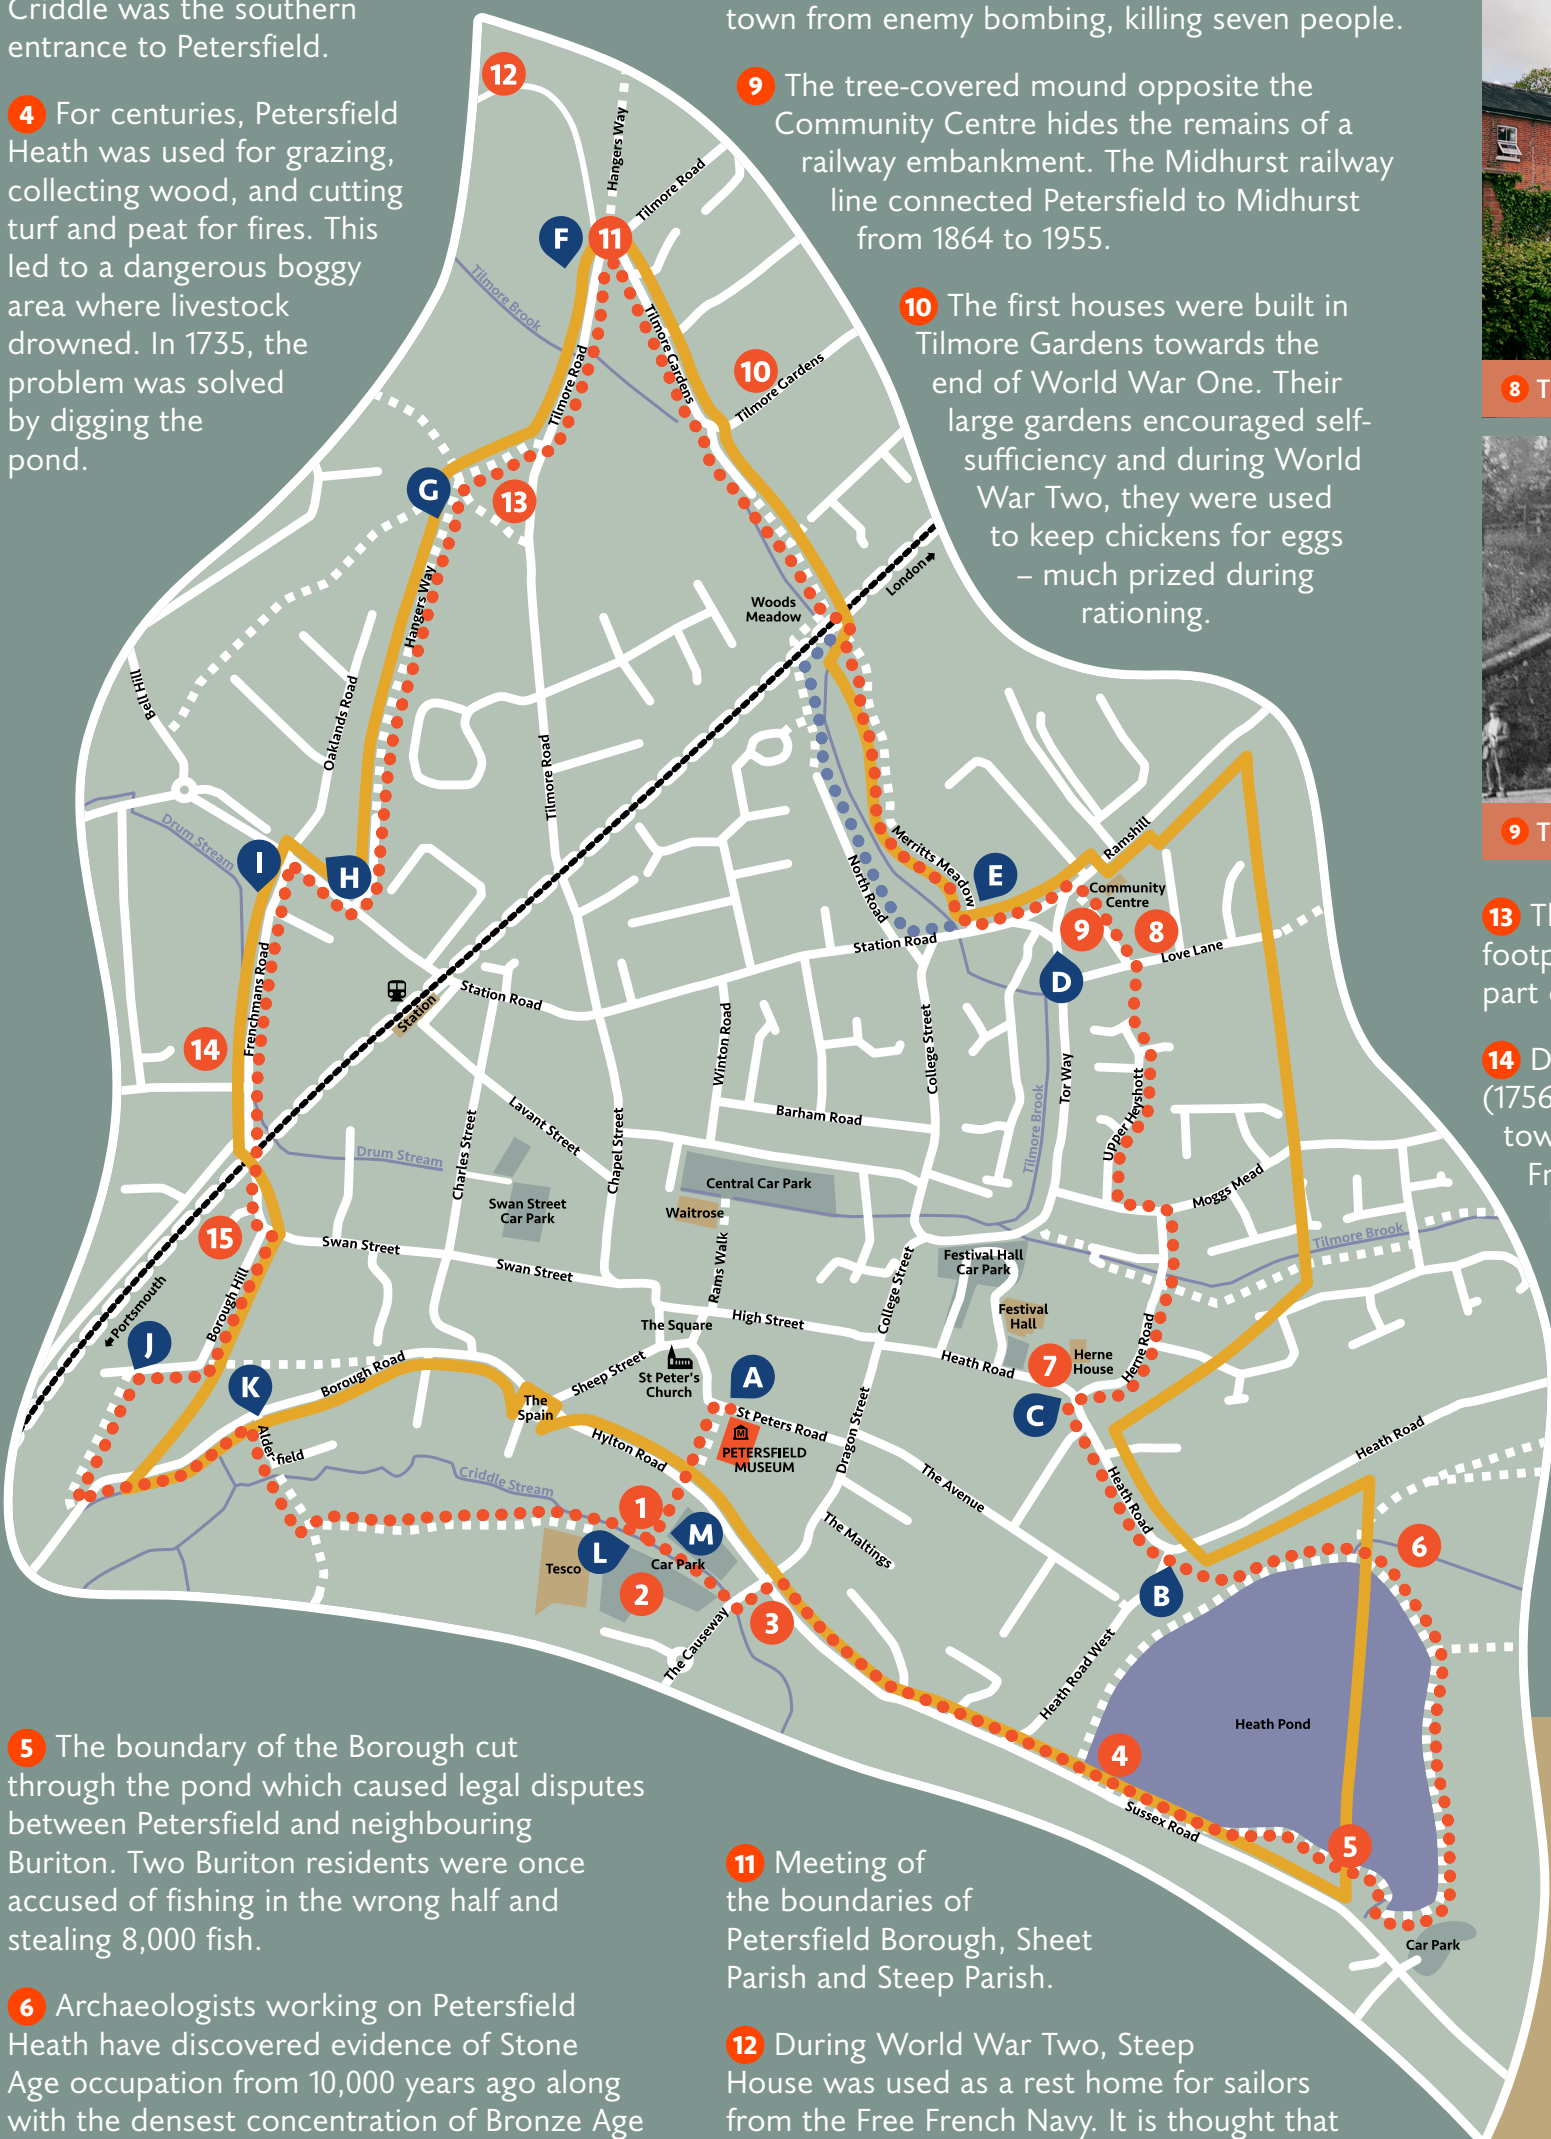 Criddle was the southern
entrance to Petersfield.
4 For centuries, Petersfield
Heath was used for grazing,
collecting wood, and cutting
turf and peat for fires. This
led to a dangerous boggy
area where livestock
drowned. In 1735, the
problem was solved
by digging the
pond.
town from enemy bombing, killing seven people.
9 The tree-covered mound opposite the
Community Centre hides the remains of a
railway embankment. The Midhurst railway
line connected Petersfield to Midhurst
from 1864 to 1955.
10 The first houses were built in
Tilmore Gardens towards the
end of World War One. Their
large gardens encouraged self-
sufficiency and during World
War Two, they were used
to keep chickens for eggs
– much prized during
rationing.
8 T
9 T
13 Th
footp
part
14 D
(1756
tow
Fr
12
Hangers Way
Tilmore Road
F
11
Tilmore Brook
Tilmore Gardens
Tilmore Road
10
Tilmore Gardens
G
13
Hangers Way
Woods
Meadow
London
Bell Hill
Oaklands Road
Tilmore Road
Drum Stream
I
H
Merritts Meadow
North Road
E
Ramshill
Community
Centre
9
8
Station Road
Love Lane
D
Frenchmans Road
14
Station
Station Road
Winton Road
College Street
Tor Way
Upper Heyshott
Barham Road
Lavant Street
Charles Street
Chapel Street
Tilmore Brook
Drum Stream
Central Car Park
Moggs Mead
Swan Street
Car Park
Waitrose
15
Swan Street
Swan Street
Rams Walk
College Street
Festival Hall
Car Park
Tilmore Brook
Portsmouth
Borough Hill
J
The Square
High Street
Festival
Hall
Herne Road
Heath Road
7
Herne
House
K
Borough Road
Sheep Street
St Peter's
Church
A
C
The
Spain
St Peters Road
Dragon Street
M
PETERSFIELD
MUSEUM
Alderfield
Hylton Road
Heath Road
Criddle Stream
The Avenue
Heath Road
1
M
The Maltings
L
Tesco
Car Park
2
6
B
3
The Causeway
Heath Road West
Heath Pond
4
Sussex Road
5
Car Park
5 The boundary of the Borough cut
through the pond which caused legal disputes
between Petersfield and neighbouring
Buriton. Two Buriton residents were once
accused of fishing in the wrong half and
stealing 8,000 fish.
6 Archaeologists working on Petersfield
Heath have discovered evidence of Stone
Age occupation from 10,000 years ago along
with the densest concentration of Bronze Age
11 Meeting of
the boundaries of
Petersfield Borough, Sheet
Parish and Steep Parish.
12 During World War Two, Steep
House was used as a rest home for sailors
from the Free French Navy. It is thought that